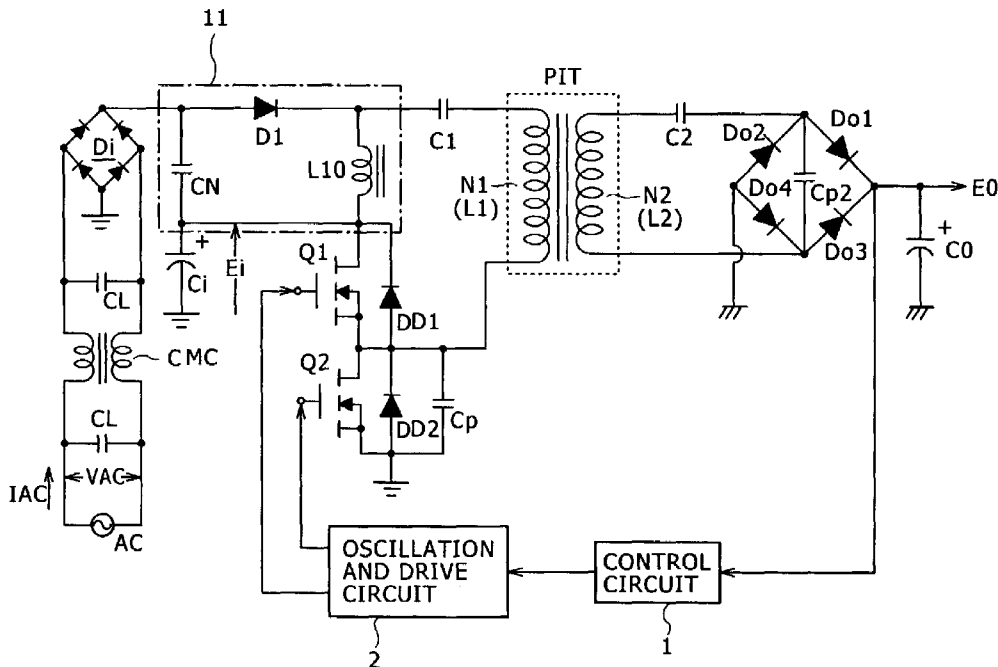 11
PIT
D1
C1
C2
Do2
Do1
Di
CN
L10
N1
(L1)
N2
(L2)
Do4
Cp2
E0
Do3
C0
+
+
Ci
Ei
Q1
CL
DD1
CMC
Q2
Cp
CL
DD2
VAC
IAC
AC
OSCILLATION
AND DRIVE
CIRCUIT
CONTROL
CIRCUIT
2
1